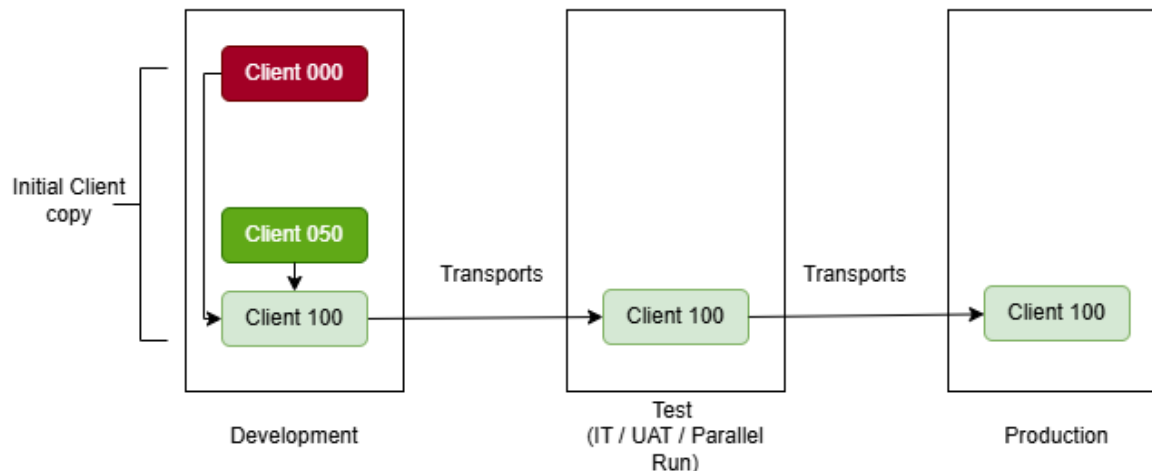 Client 000
Initial Client
copy
Client 050
Transports
Transports
Client 100
Client 100
Client 100
Development
Test
(IT / UAT / Parallel
Run)
Production